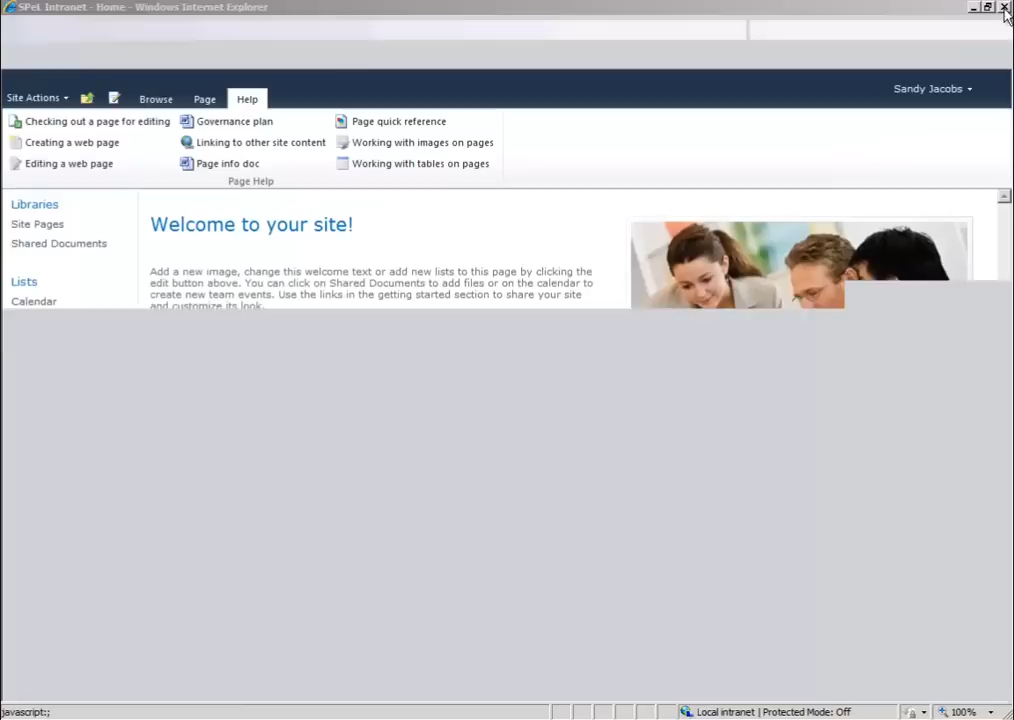 SPeL Intranet - Home - Windows Internet Explorer
Site Actions
Browse
Page
Help
Sandy Jacobs
Checking out a page for editing
Governance plan
Page quick reference
Creating a web page
Linking to other site content
Working with images on pages
Editing a web page
Page info doc
Working with tables on pages
Page Help
Libraries
Site Pages
Shared Documents
Lists
Calendar
Welcome to your site!
Add a new image, change this welcome text or add new lists to this page by clicking the
edit button above. You can click on Shared Documents to add files or on the calendar to
create new team events. Use the links in the getting started section to share your site
and customize its look.
javascript:;
Local intranet | Protected Mode: Off
100%